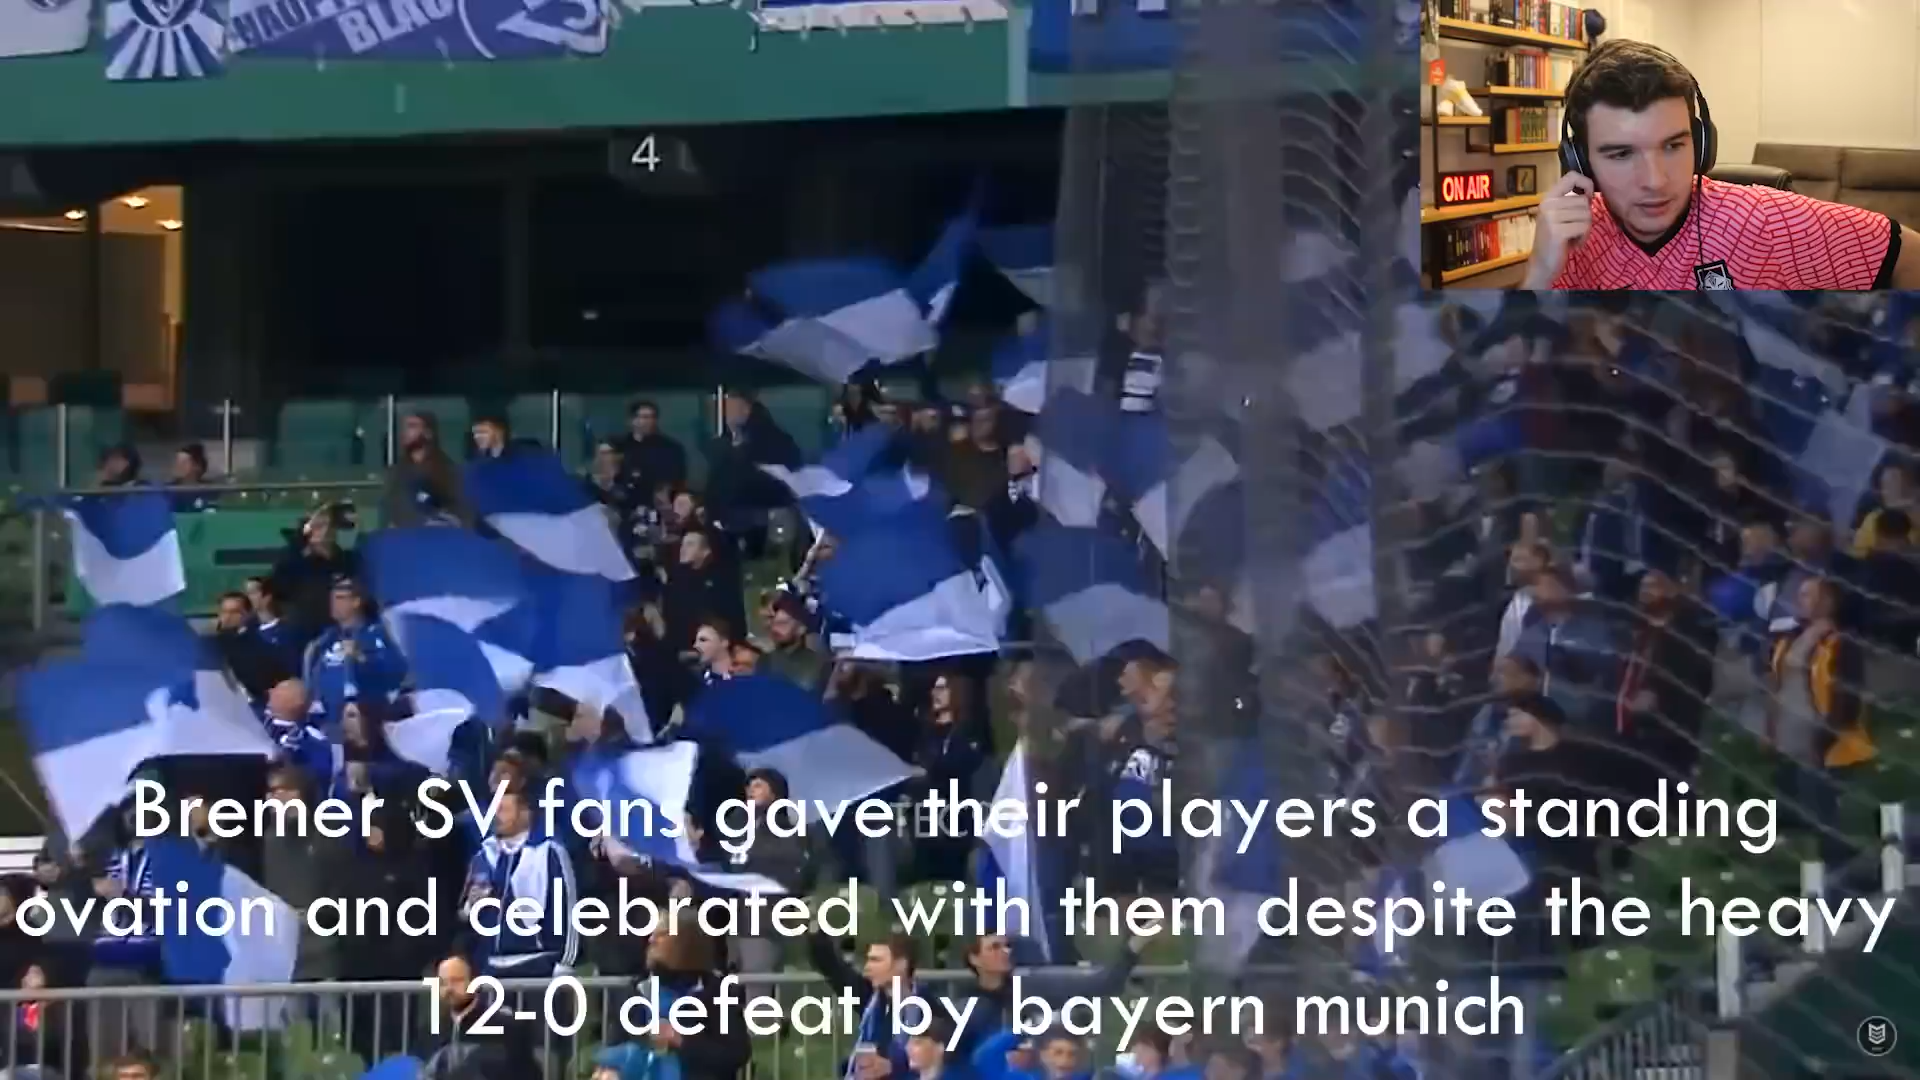 BLAU
4
ON AIR
Bremer SV fans gave their players a standing
ovation and celebrated with them despite the heavy
12-0 defeat by bayern munich